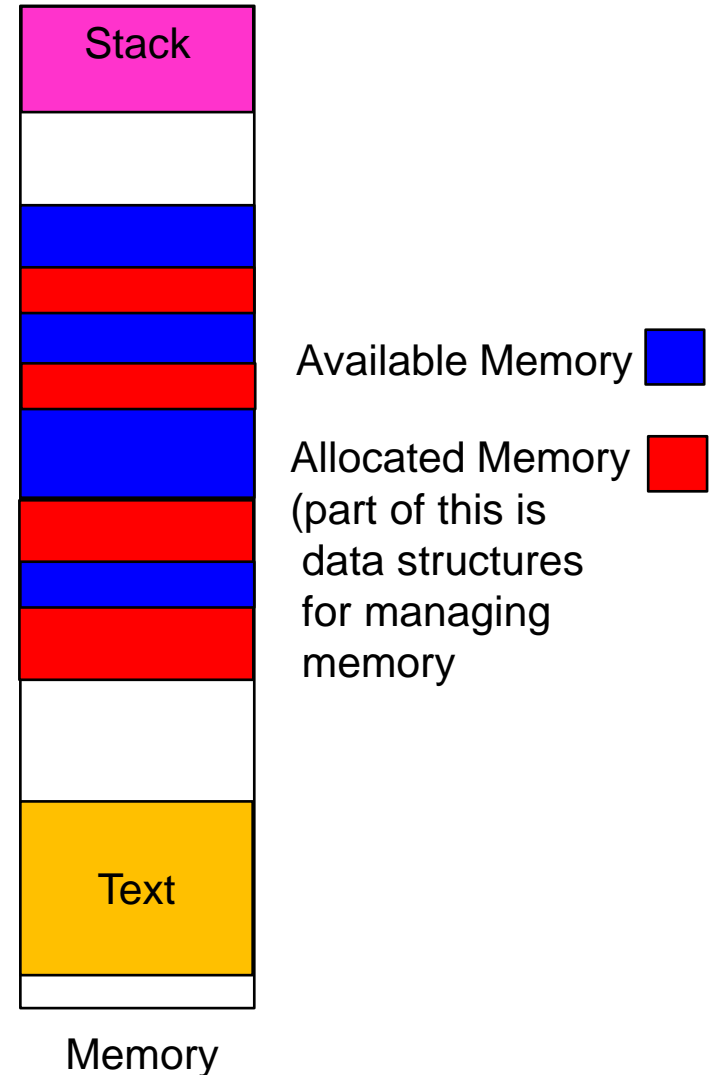 Stack
Available Memory
Allocated Memory
(part of this is
data structures
for managing
memory
Text
Memory